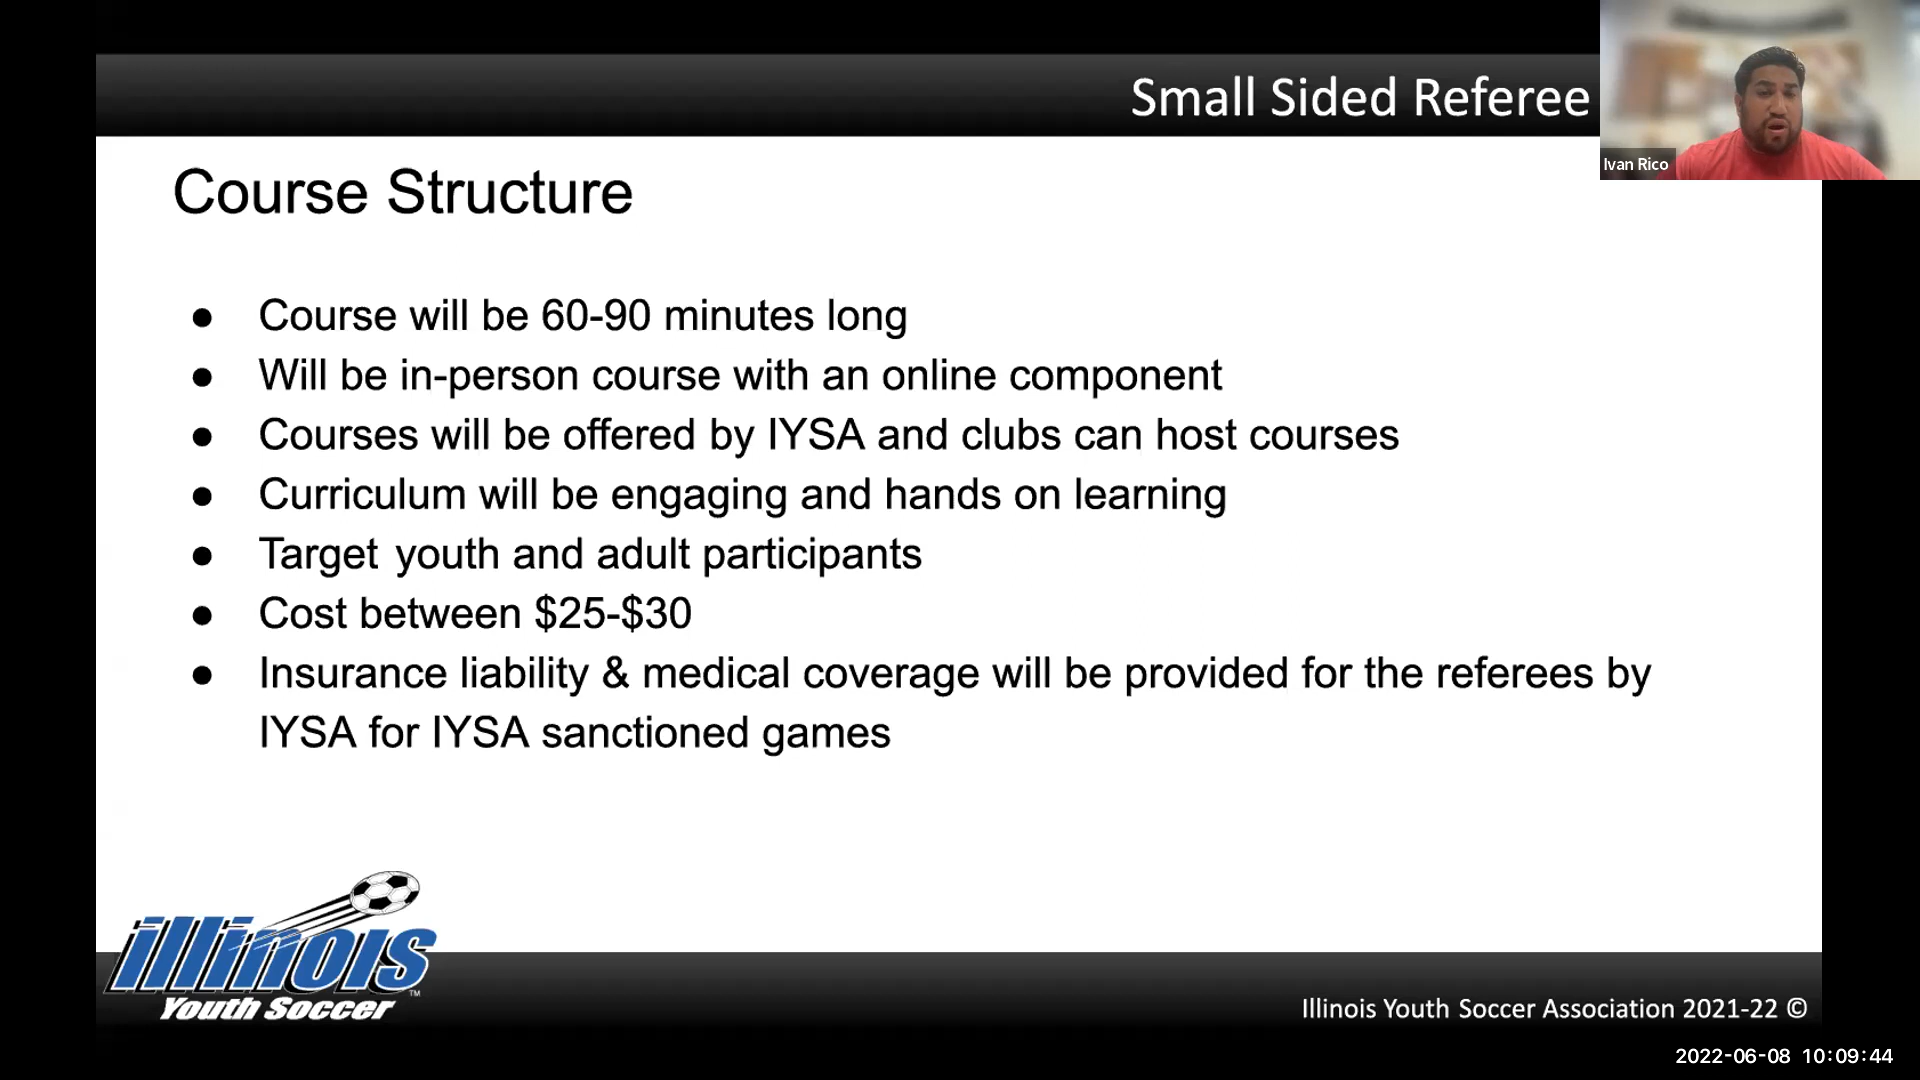 Small Sided Referee
Ivan Rico
Course Structure
● Course will be 60-90 minutes long
● Will be in-person course with an online component
● Courses will be offered by IYSA and clubs can host courses
● Curriculum will be engaging and hands on learning
● Target youth and adult participants
● Cost between $25-$30
● Insurance liability & medical coverage will be provided for the referees by
IYSA for IYSA sanctioned games
illinois
Youth Soccer
™
Illinois Youth Soccer Association 2021-22 ©
2022-06-08 10:09:44